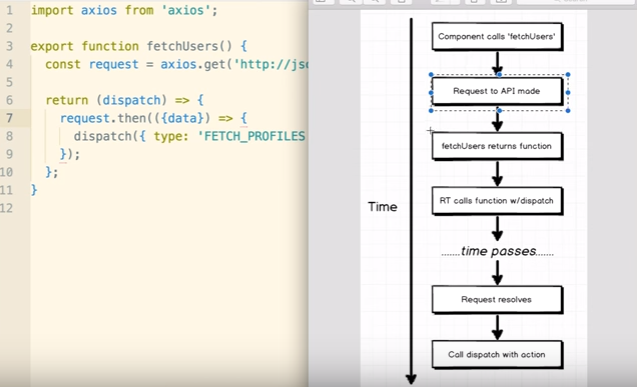 1 import axios from 'axios';
2
3 export function fetchUsers() {
4 const request = axios.get('http://jso
5
6 return (dispatch) => {
7 request.then(({data}) => {
8 dispatch({ type: 'FETCH_PROFILES
9 });
10 };
11 }
12
Component calls 'fetchUsers'
Request to API made
fetchUsers returns function
RT calls function w/dispatch
Time
......time passes......
Request resolves
Call dispatch with action